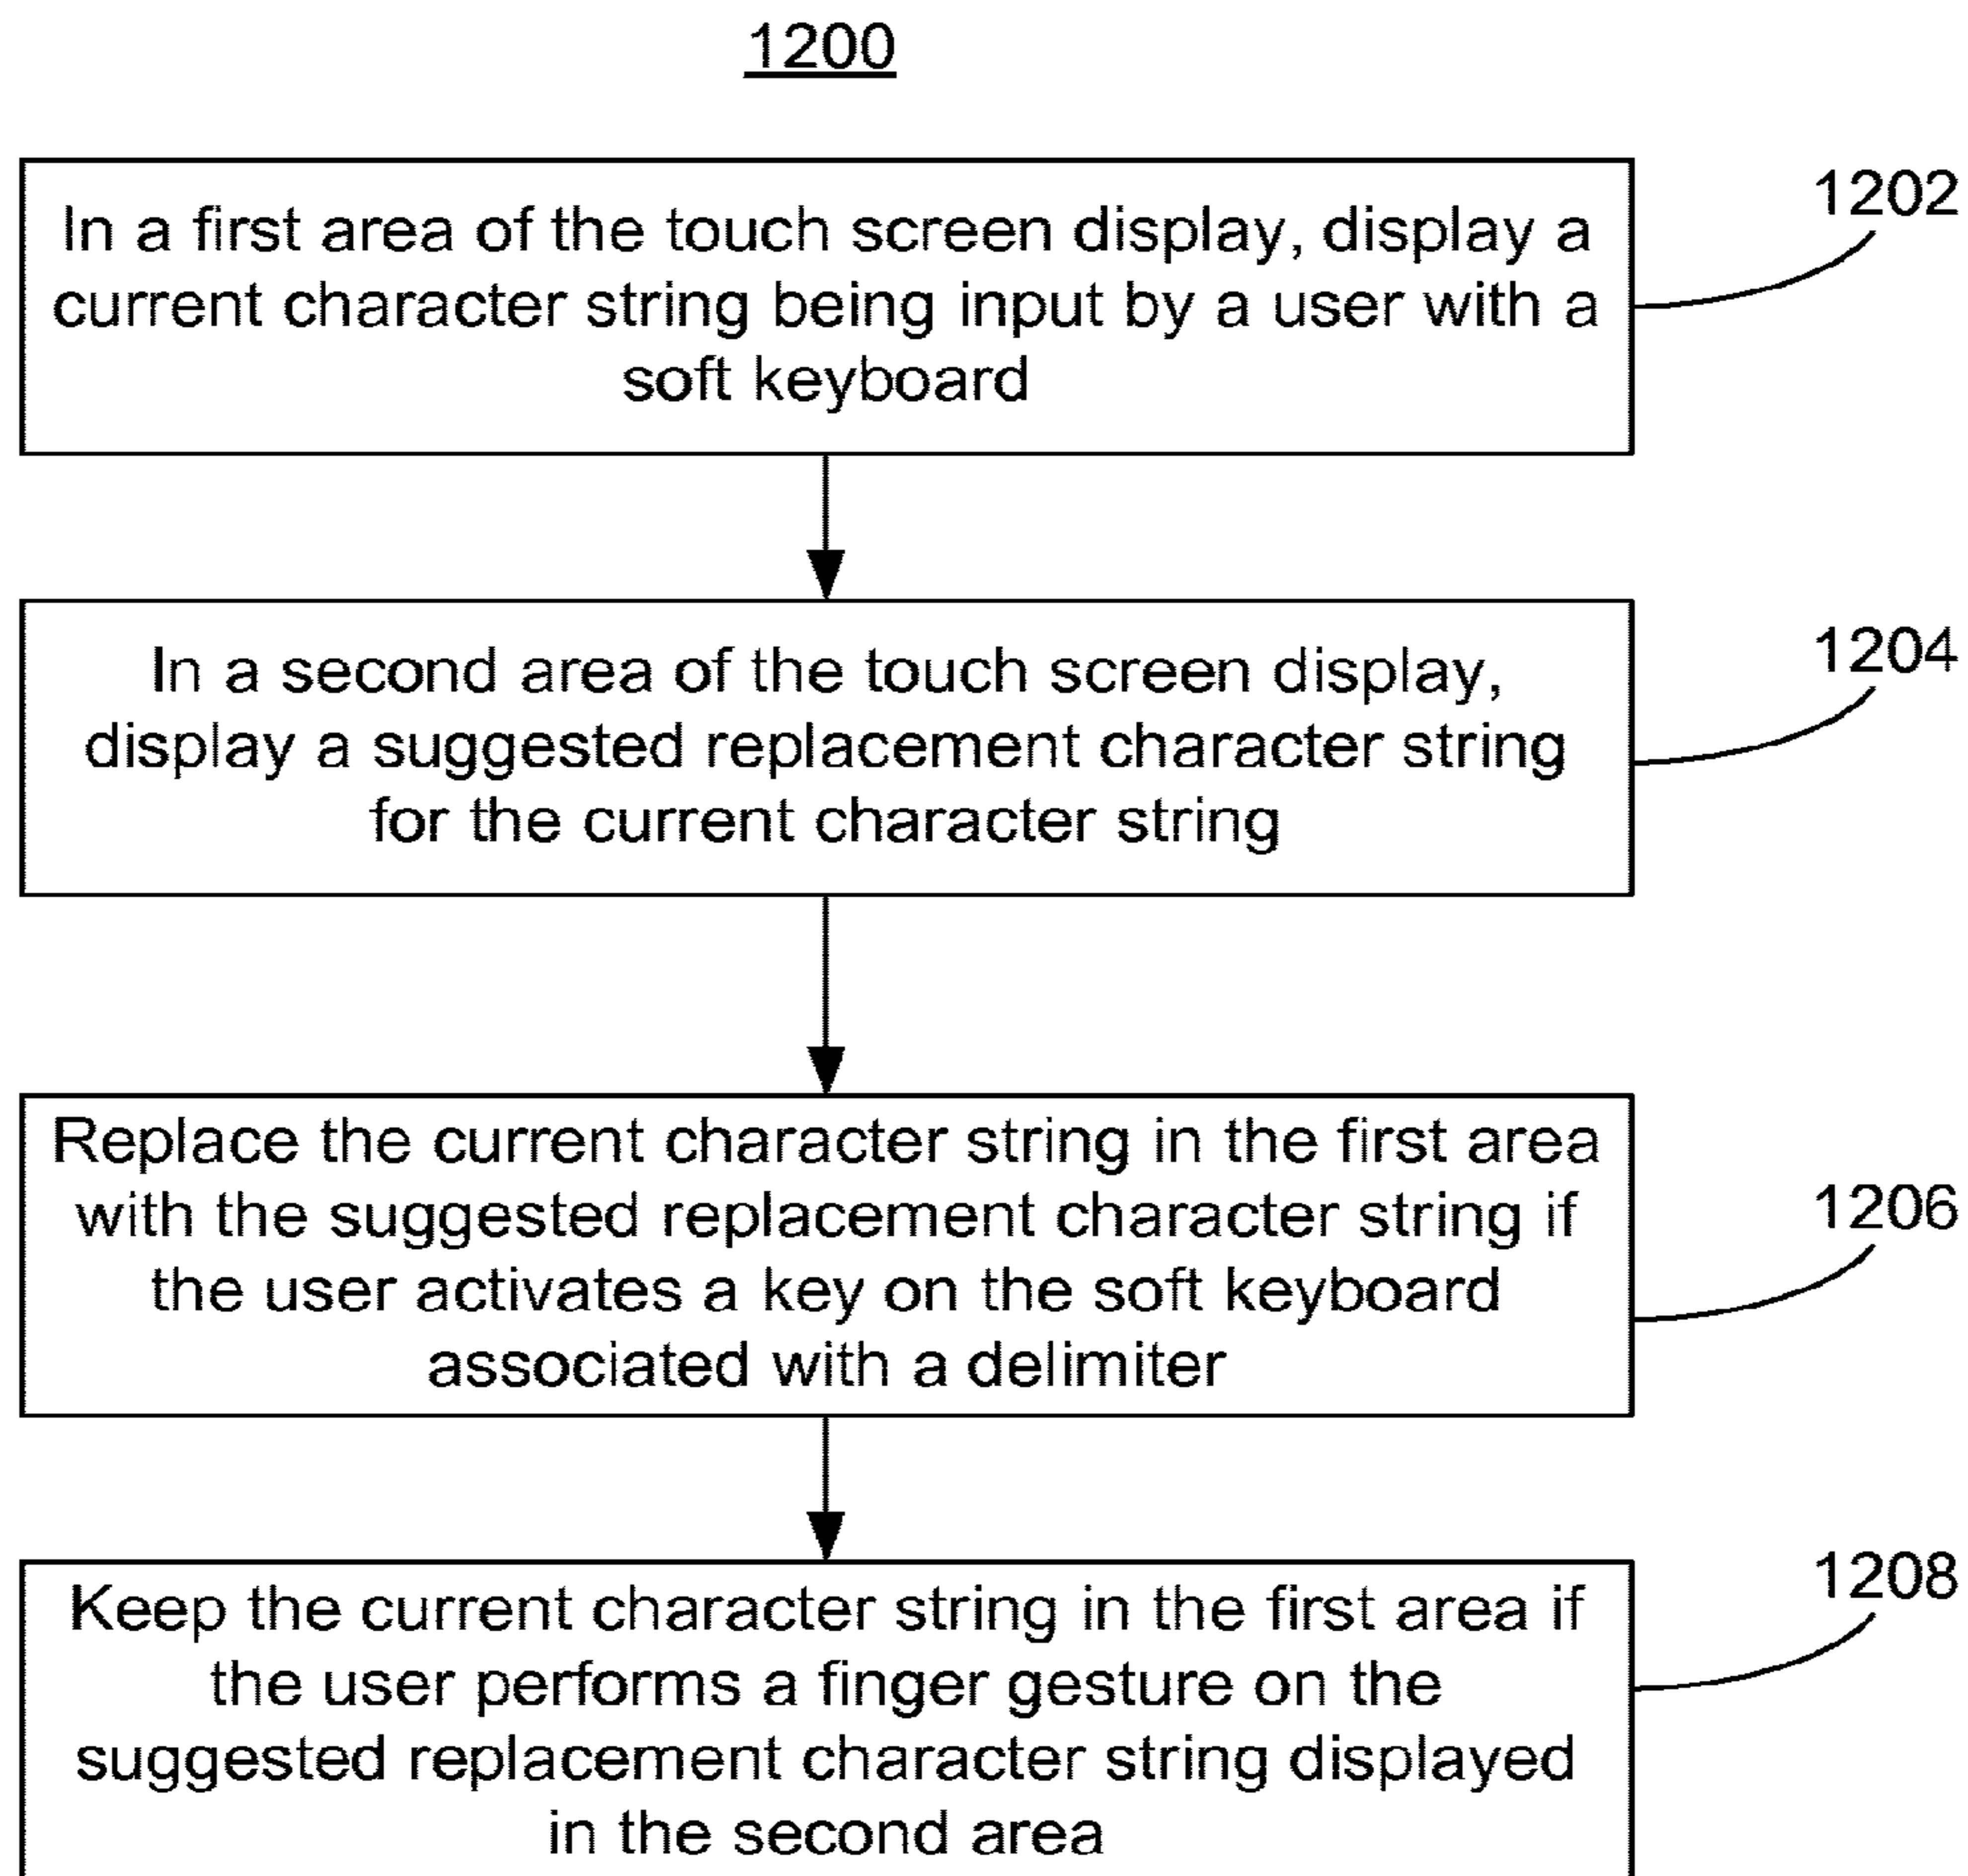 1200
In a first area of the touch screen display, display a
current character string being input by a user with a
soft keyboard
1202
In a second area of the touch screen display,
display a suggested replacement character string
for the current character string
1204
Replace the current character string in the first area
with the suggested replacement character string if
the user activates a key on the soft keyboard
associated with a delimiter
1206
Keep the current character string in the first area if
the user performs a finger gesture on the
suggested replacement character string displayed
in the second area
1208